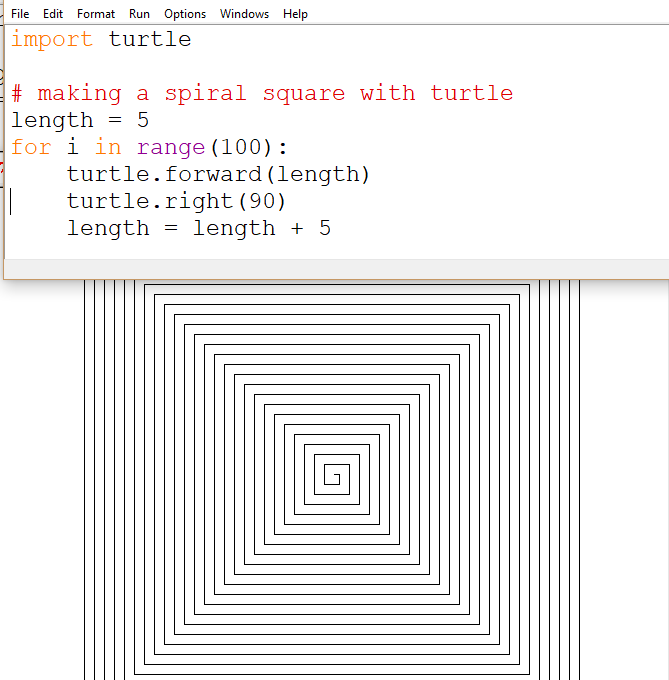 File Edit Format Run Options Windows Help
import turtle
# making a spiral square with turtle
length = 5
for i in range(100):
    turtle.forward(length)
    turtle.right(90)
    length = length + 5